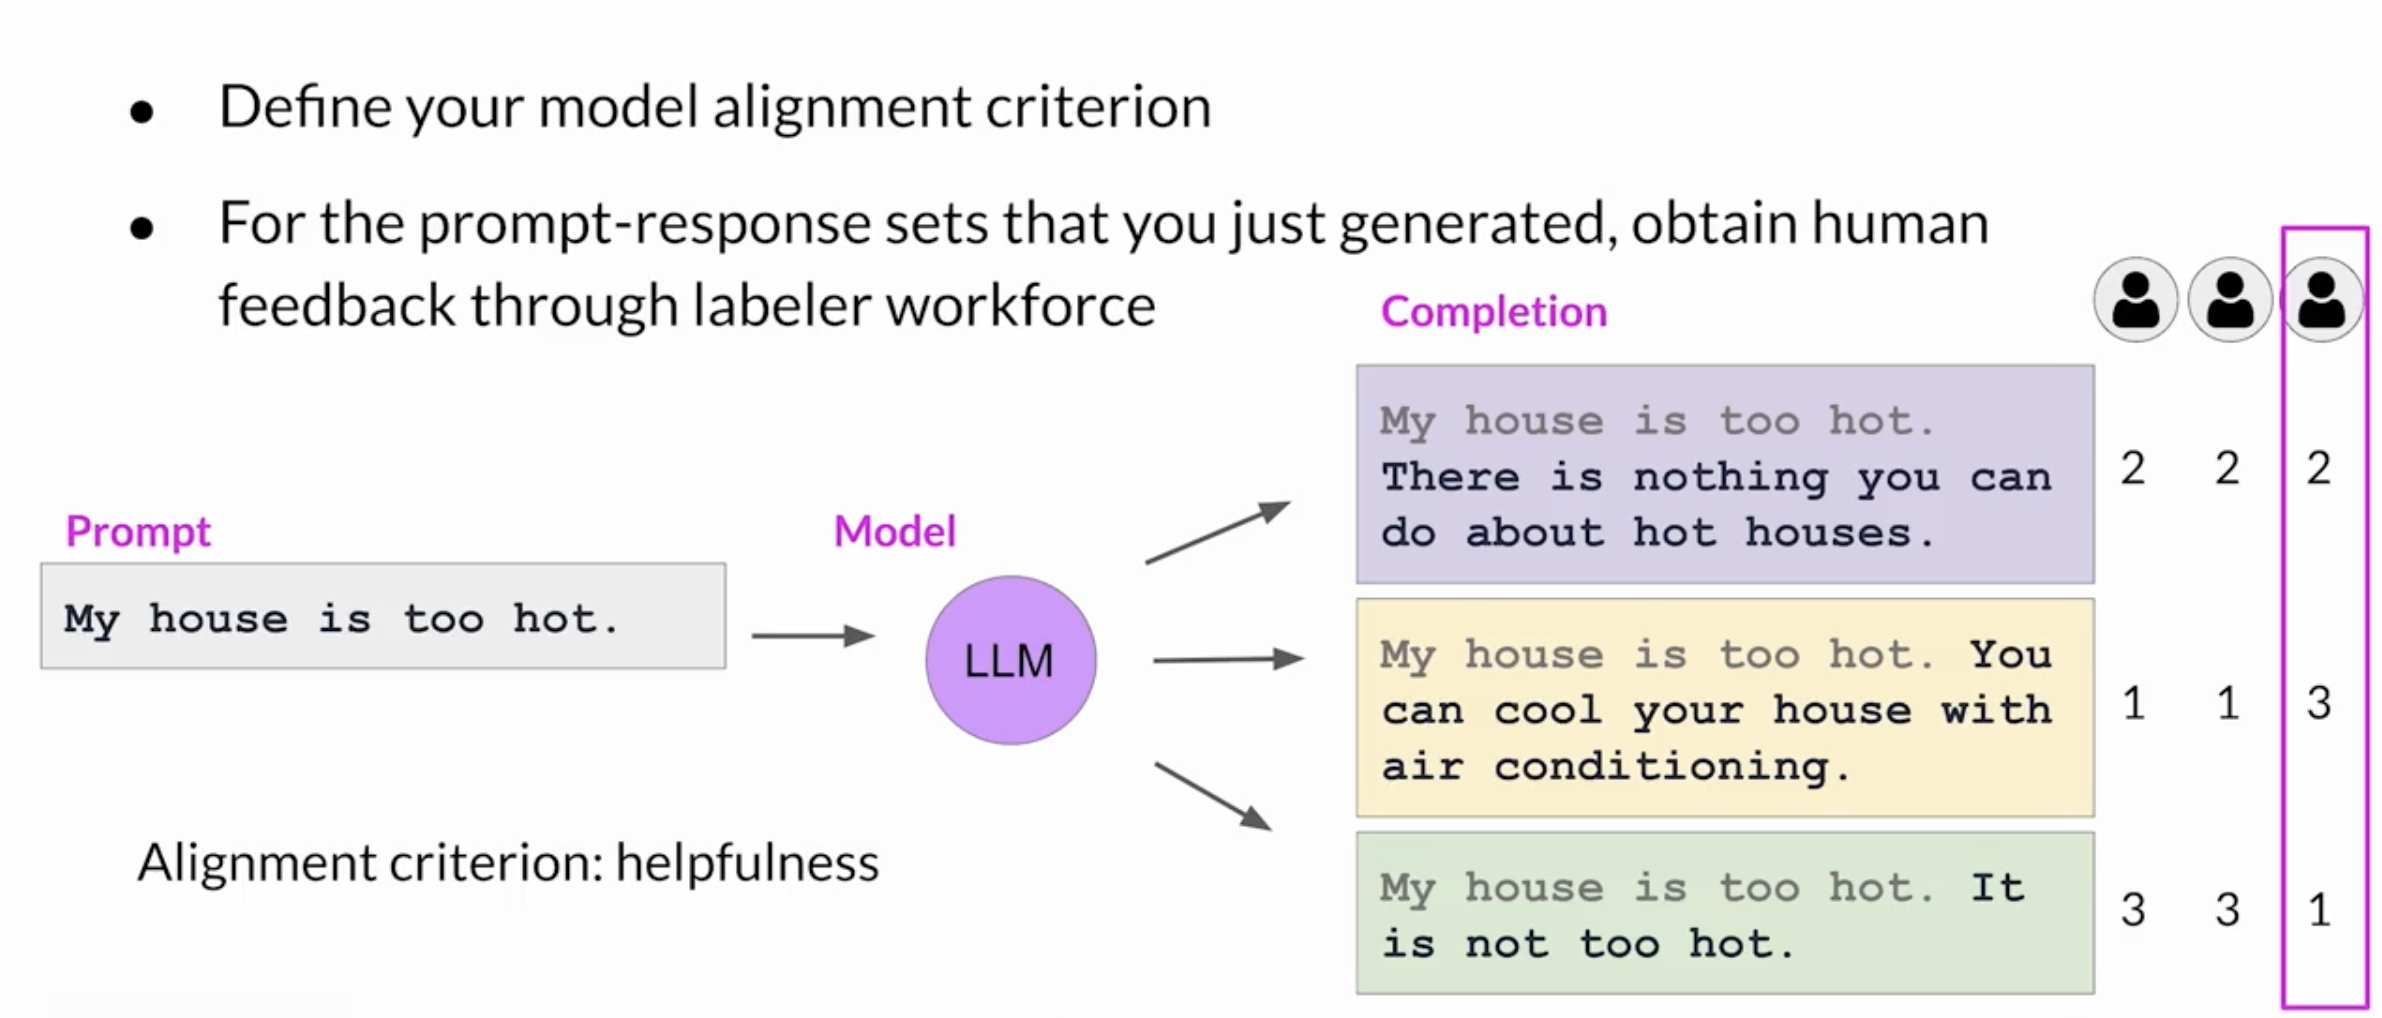 Define your model alignment criterion
For the prompt-response sets that you just generated, obtain human
feedback through labeler workforce
Prompt
My house is too hot.
Model
LLM
Alignment criterion: helpfulness
Completion
My house is too hot.
There is nothing you can
do about hot houses.
2 2 2
My house is too hot. You
can cool your house with
air conditioning.
1 1 3
My house is too hot. It
is not too hot.
3 3 1